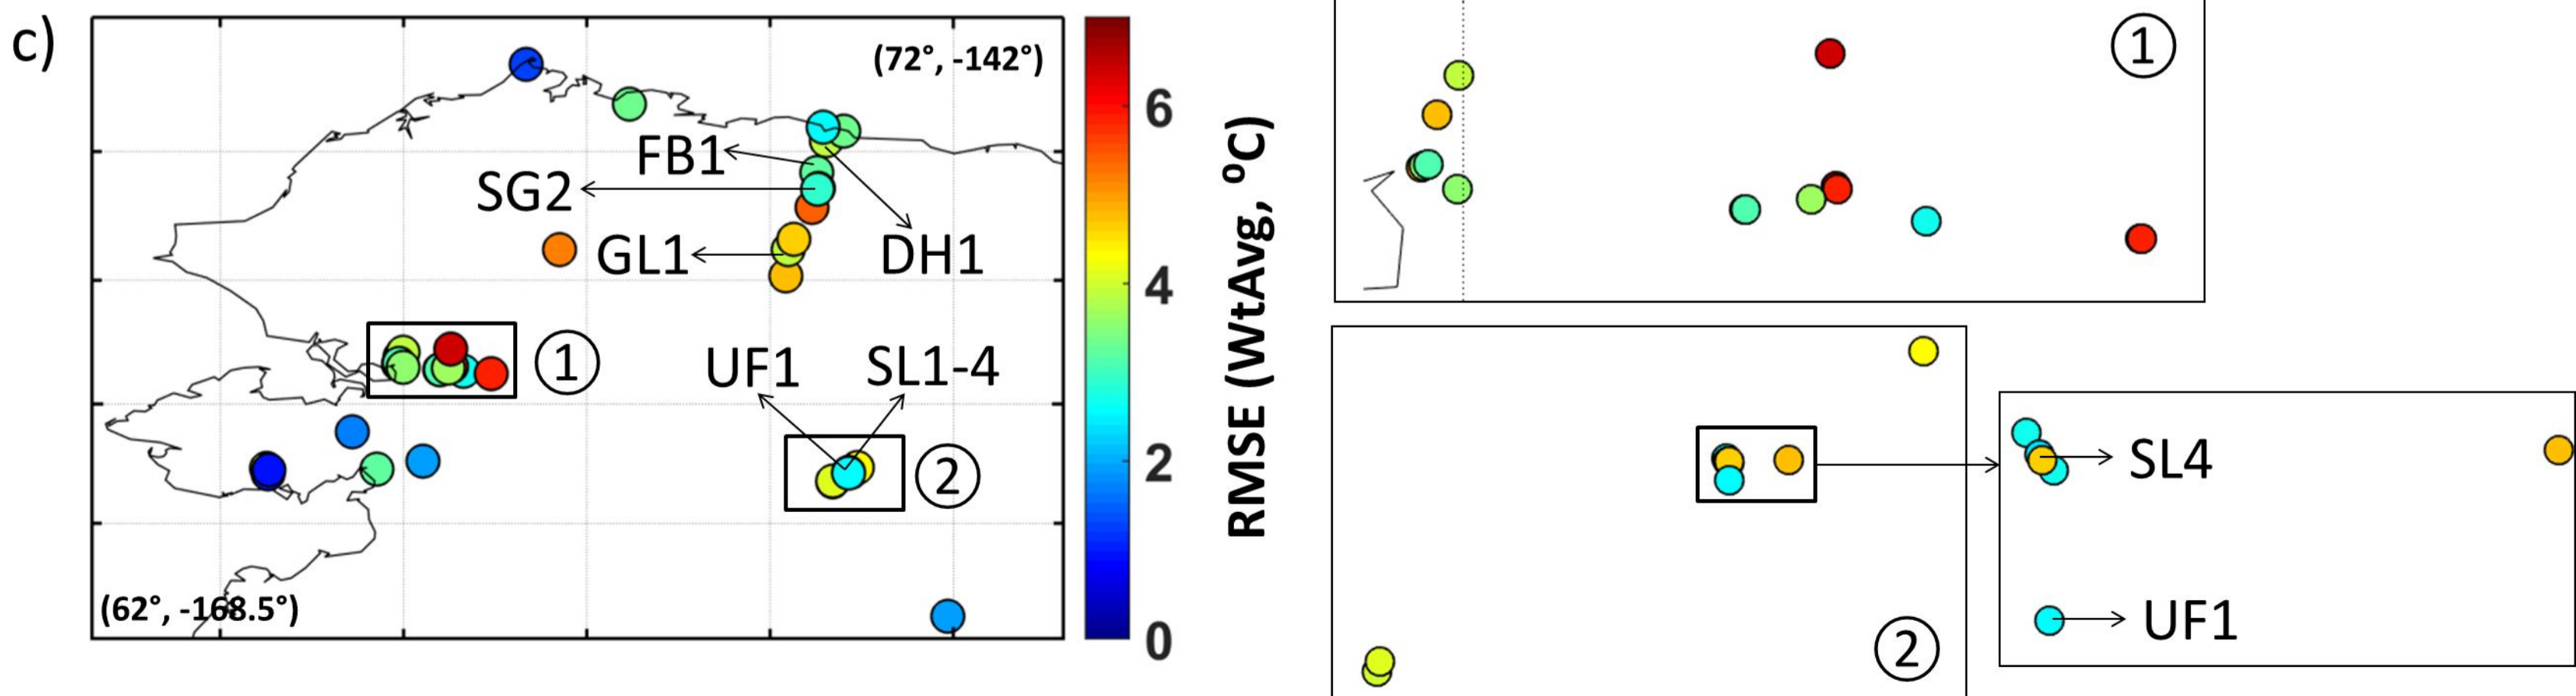 c)
(72°, -142°)
FB1
SG2
GL1
DH1
①
UF1
SL1-4
②
(62°, -168.5°)
6
4
2
0
RMSE (WtAvg, ºC)
①
②
SL4
UF1